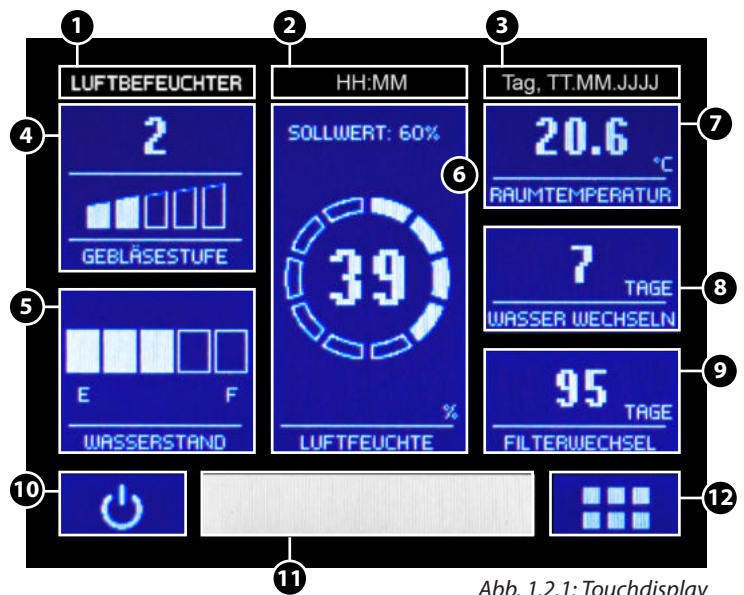 1
2
3
LUFTBEFEUCHTER
HH:MM
Tag, TT.MM.JJJJ
4
2
GEBLÄSESTUFE
5
E F
WASSERSTAND
SOLLWERT: 60%
6
39
%
LUFTFEUCHTE
7
20.6
°C
RAUMTEMPERATUR
8
7
TAGE
WASSER WECHSELN
9
95
TAGE
FILTERWECHSEL
10
11
12
Abb. 1.2.1: Touchdisplay